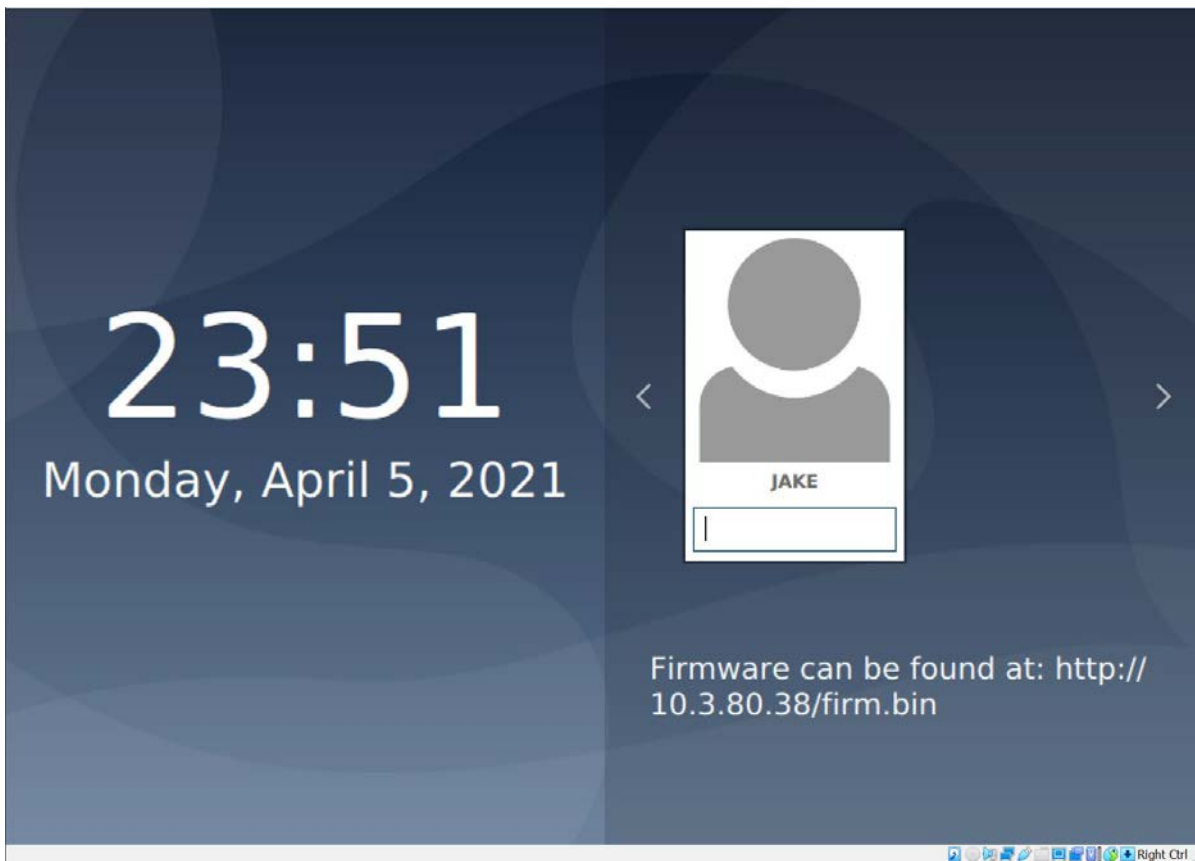 23:51
Monday, April 5, 2021
JAKE
Firmware can be found at: http://
10.3.80.38/firm.bin
Right Ctrl